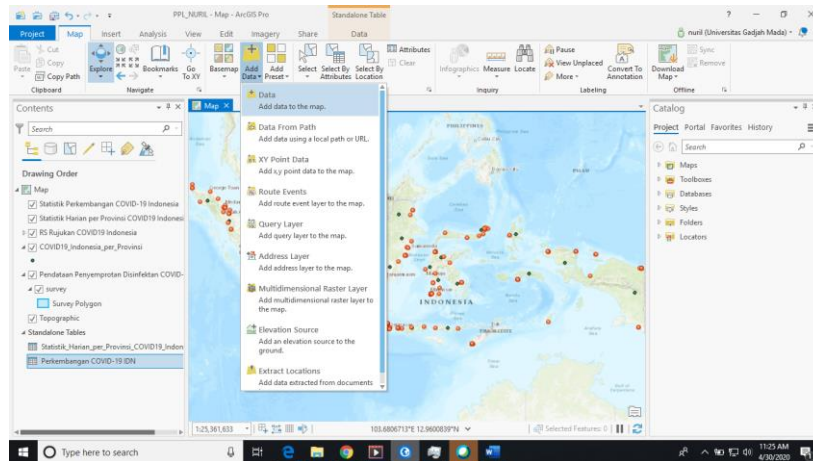 PPL_NURIL - Map - ArcGIS Pro
Standalone Table
?
Project Map Insert Analysis View Edit Imagery Share Data
nuril (Universitas Gadjah Mada)
Paste
Cut
Copy
Copy Path
Clipboard
Explore
Bookmarks
Go To XY
Navigate
Basemap
Add Data
Add Preset
Select
Select By Attributes
Select By Location
Attributes
Clear
Infographics
Measure
Locate
Inquiry
Pause
View Unplaced
More
Convert To Annotation
Labeling
Download Map
Sync
Remove
Offline
Contents
Search
Drawing Order
Map
Statistik Perkembangan COVID-19 Indonesia
Statistik Harian per Provinsi COVID19 Indonesi
RS Rujukan COVID19 Indonesia
COVID19_Indonesia_per_Provinsi
Pendataan Penyemprotan Disinfektan COVID-
survey
Survey Polygon
Topographic
Standalone Tables
Statistik_Harian_per_Provinsi_COVID19_Indon
Perkembangan COVID-19 IDN
Map
Data
Add data to the map.
Data From Path
Add data using a local path or URL.
XY Point Data
Add x,y point data to the map.
Route Events
Add route event layer to the map.
Query Layer
Add query layer to the map.
Address Layer
Add address layer to the map.
Multidimensional Raster Layer
Add multidimensional raster layer to
the map.
Elevation Source
Add an elevation source to the
ground.
Extract Locations
Add data extracted from documents
PHILIPPINES
PALAU
INDONESIA
1:25,361,633
103.6806713°E 12.9600839°N
Selected Features: 0
Catalog
Project Portal Favorites History
Search
Maps
Toolboxes
Databases
Styles
Folders
Locators
Type here to search
11:25 AM
4/30/2020